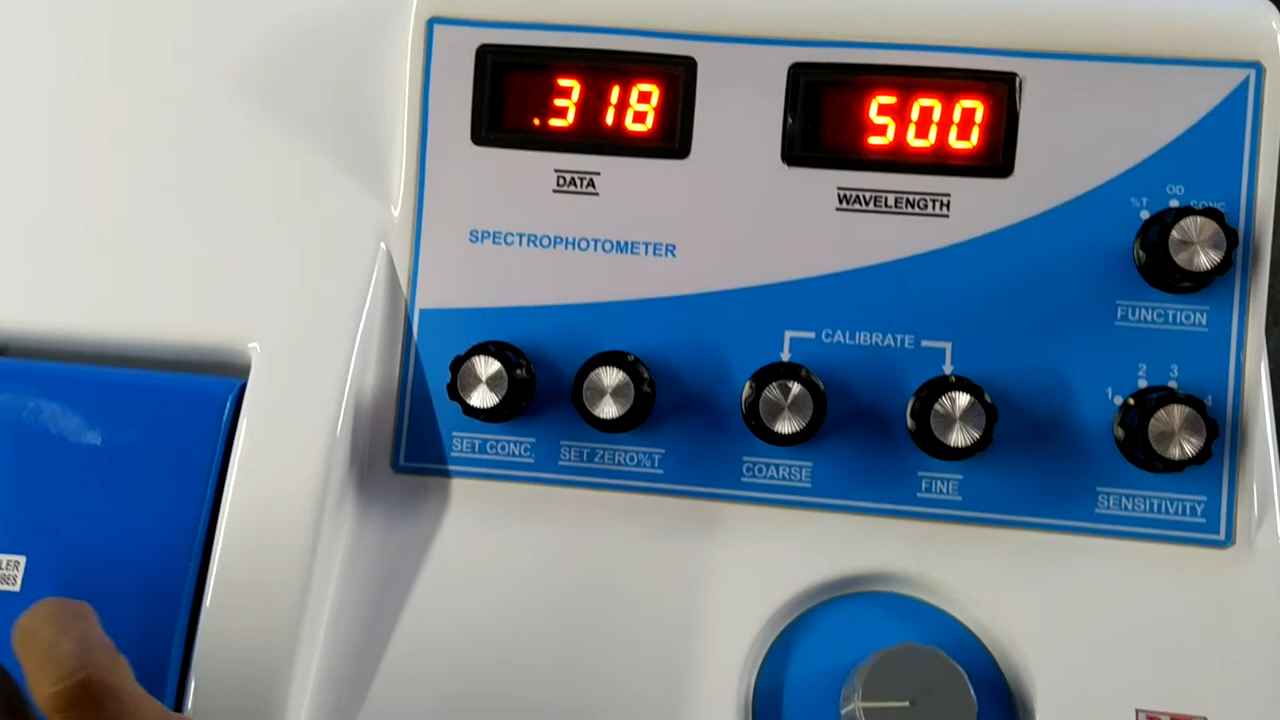 .318
500
DATA
WAVELENGTH
SPECTROPHOTOMETER
%T
OD
CONC
FUNCTION
CALIBRATE
1
2
3
4
SET CONC.
SET ZERO%T
COARSE
FINE
SENSITIVITY